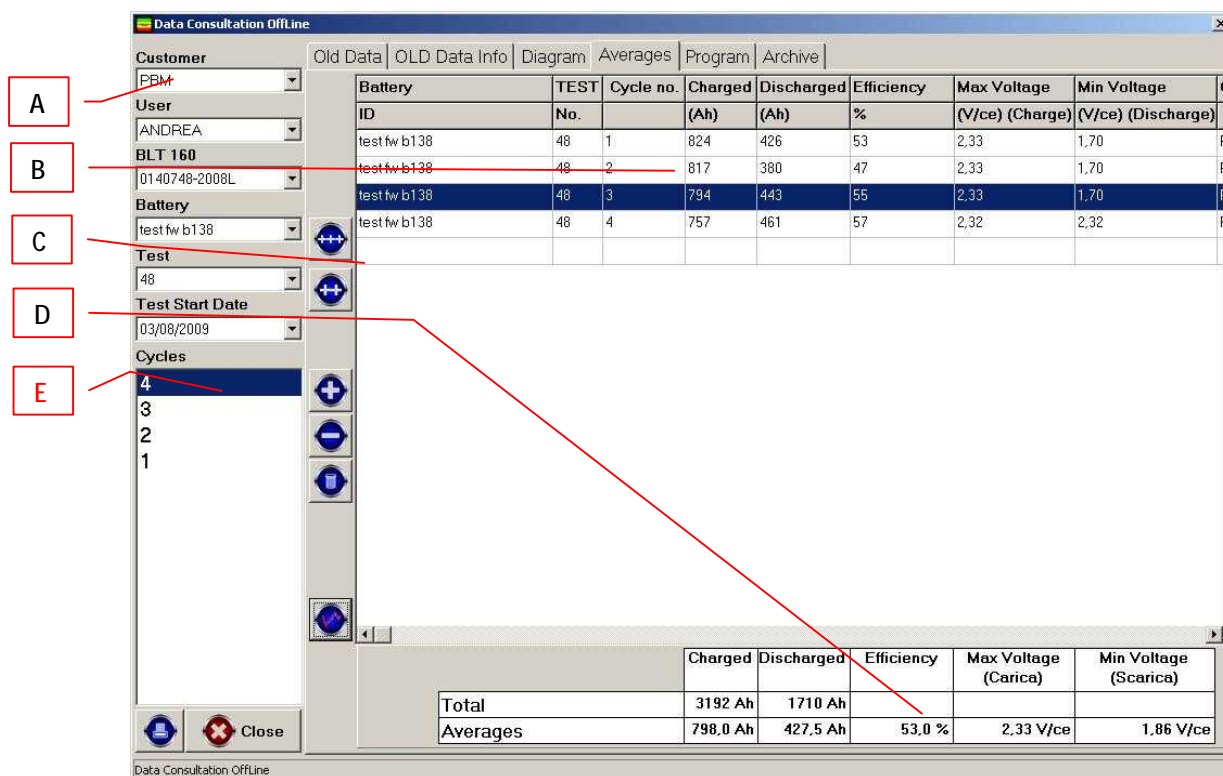 Data Consultation OffLine
Customer
PBM
User
ANDREA
BLT 160
0140748-2008L
Battery
test fw b138
Test
48
Test Start Date
03/08/2009
Cycles
4
3
2
1
Close
Old Data OLD Data Info Diagram Averages Program Archive
Battery TEST Cycle no. Charged Discharged Efficiency Max Voltage Min Voltage
ID No. (Ah) (Ah) % (V/ce) (Charge) (V/ce) (Discharge)
test fw b138 48 1 824 426 53 2,33 1,70
test fw b138 48 2 817 380 47 2,33 1,70
test fw b138 48 3 794 443 55 2,33 1,70
test fw b138 48 4 757 461 57 2,32 2,32
Charged Discharged Efficiency Max Voltage Min Voltage
(Carica) (Scarica)
Total 3192 Ah 1710 Ah
Averages 798,0 Ah 427,5 Ah 53,0 % 2,33 V/ce 1,86 V/ce
Data Consultation OffLine
A
B
C
D
E